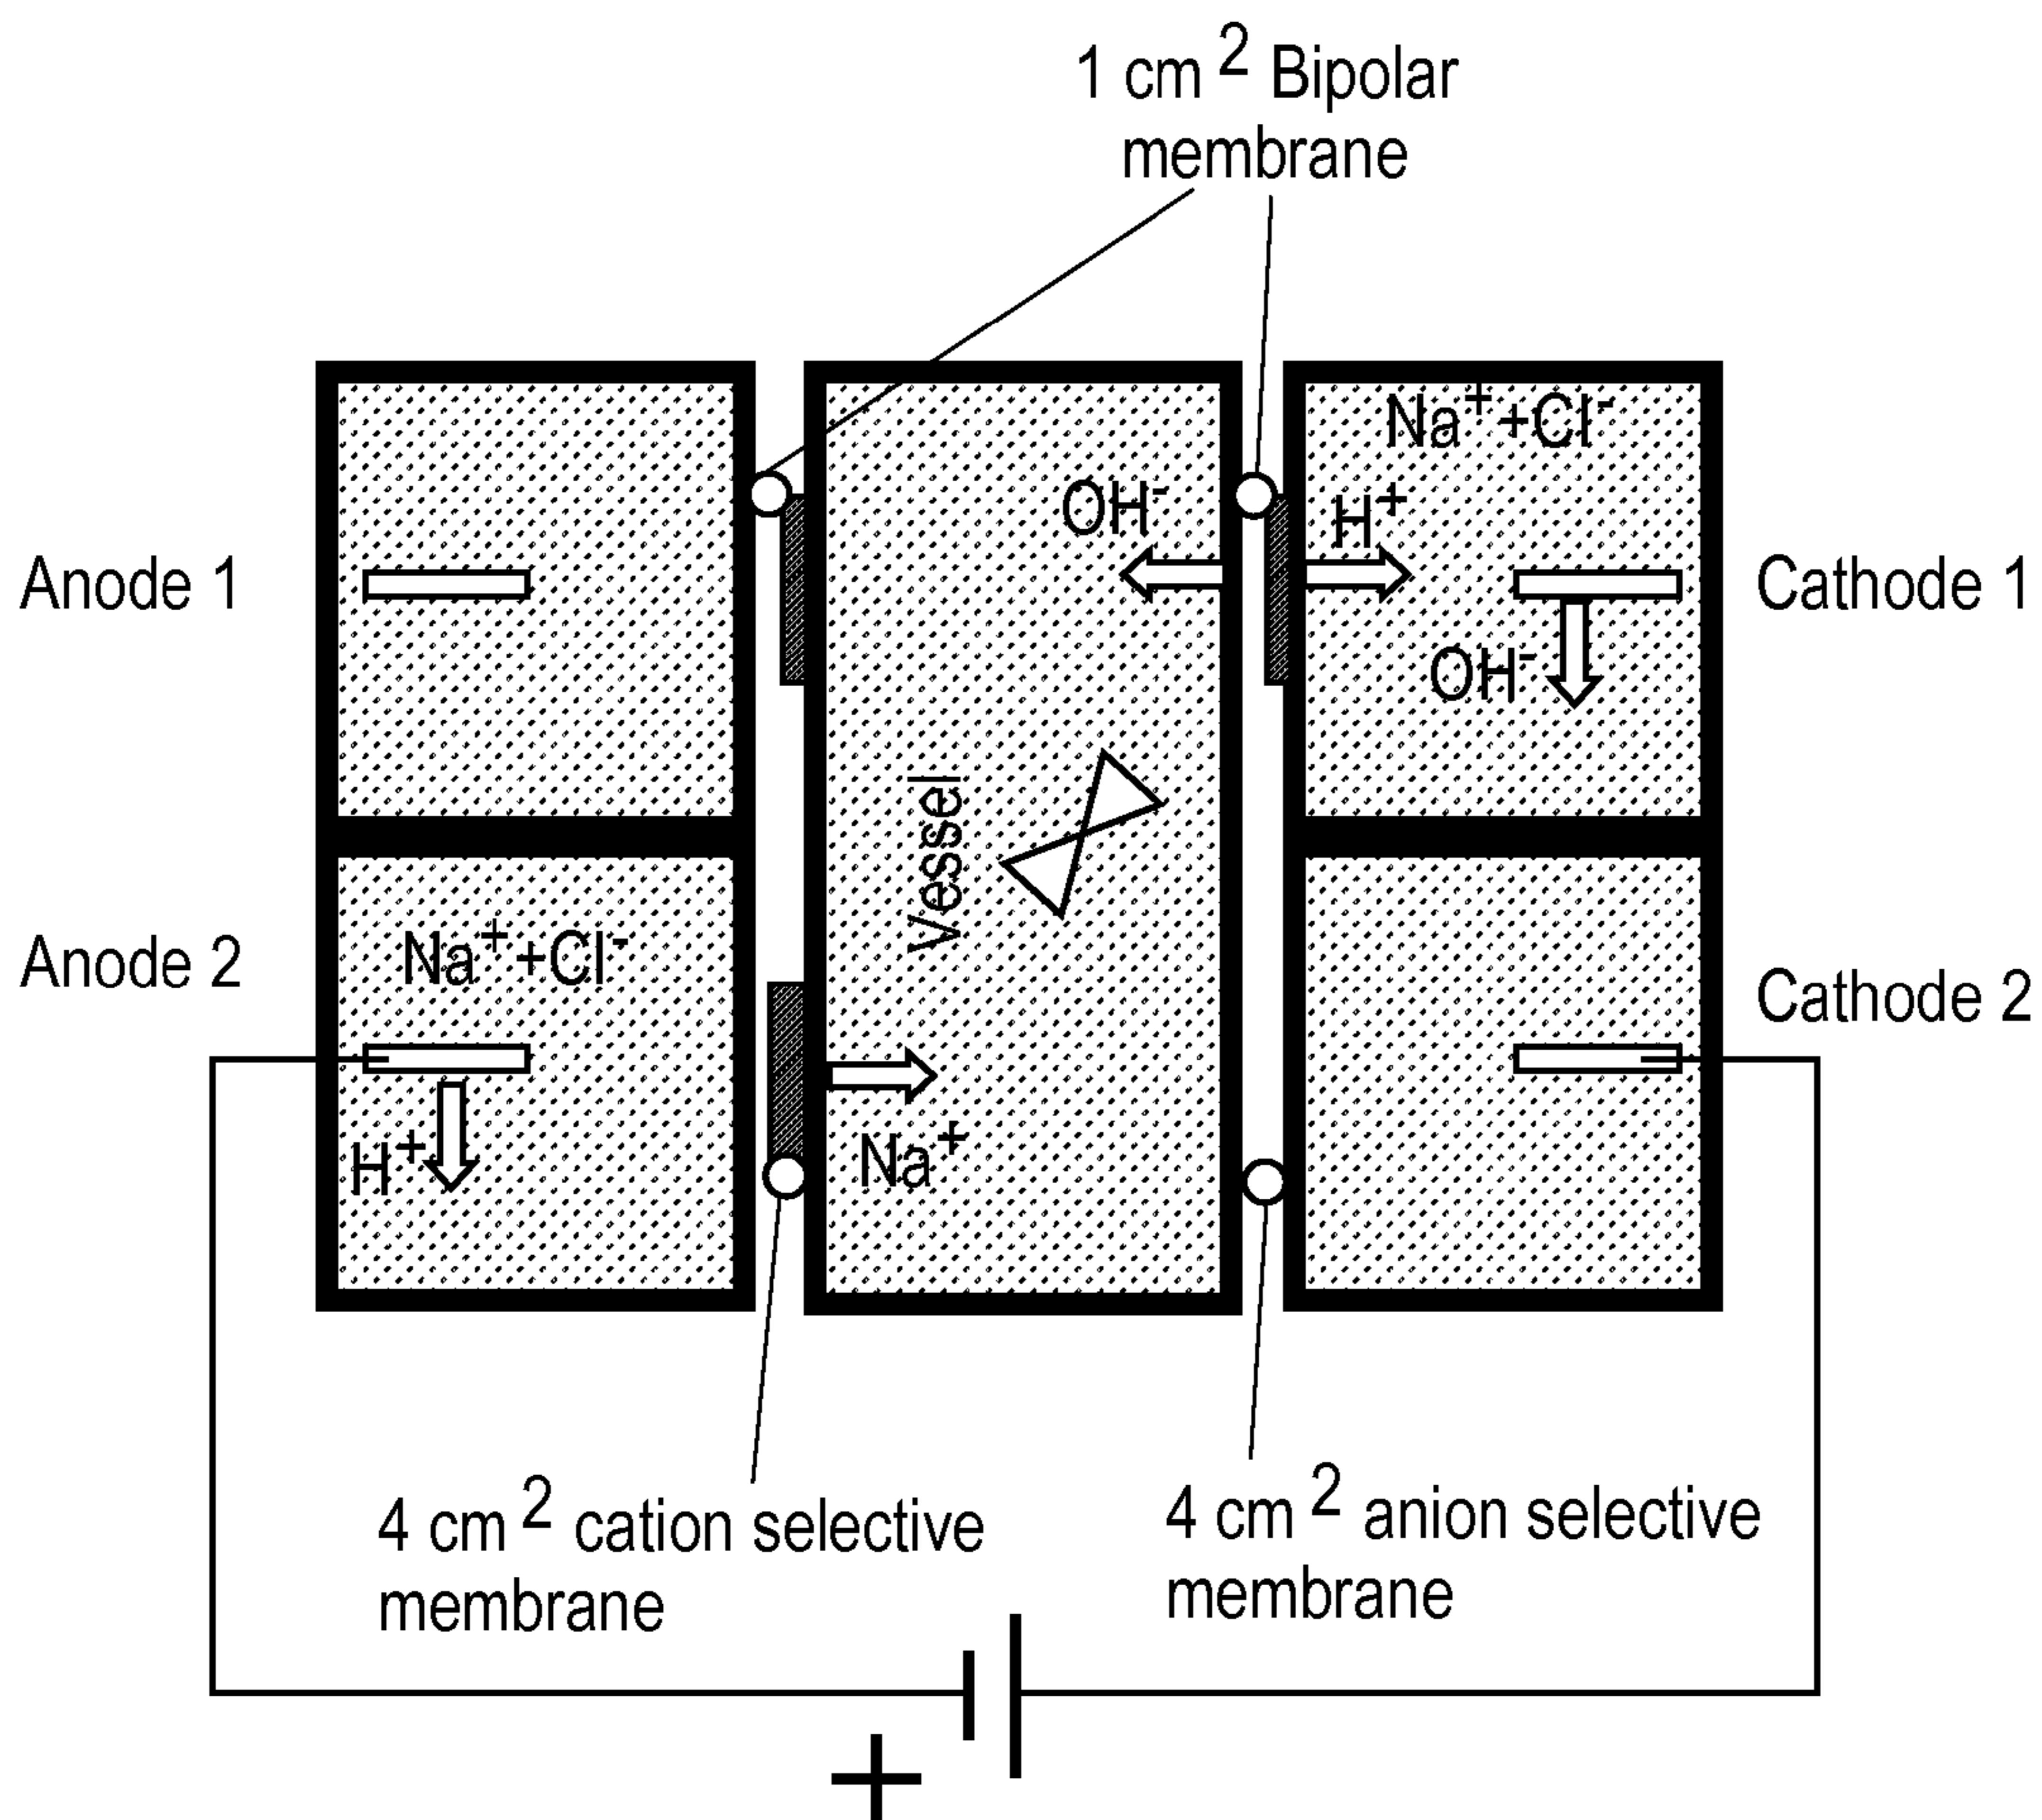 1 cm ² Bipolar
membrane
Na⁺+Cl⁻
OH⁻
H⁺
Anode 1
Cathode 1
OH⁻
Vessel
Anode 2
Na⁺+Cl⁻
Cathode 2
H⁺
Na⁺
4 cm ² cation selective
membrane
4 cm ² anion selective
membrane
+